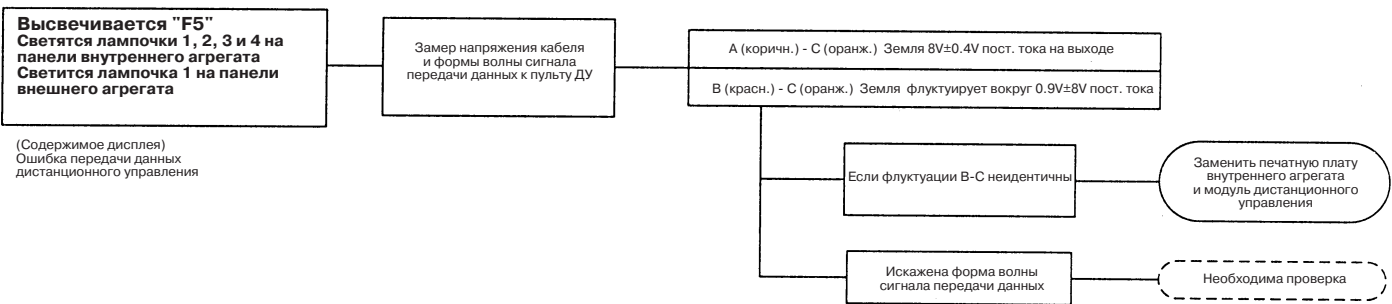 Высвечивается "F5"
Светятся лампочки 1, 2, 3 и 4 на
панели внутреннего агрегата
Светится лампочка 1 на панели
внешнего агрегата
(Содержимое дисплея)
Ошибка передачи данных
дистанционного управления
Замер напряжения кабеля
и формы волны сигнала
передачи данных к пульту ДУ
А (коричн.) - С (оранж.) Земля 8V±0.4V пост. тока на выходе
В (красн.) - С (оранж.) Земля флуктуирует вокруг 0.9V±8V пост. тока
Если флуктуации В-С неидентичны
Заменить печатную плату
внутреннего агрегата
и модуль дистанционного
управления
Искажена форма волны
сигнала передачи данных
Необходима проверка